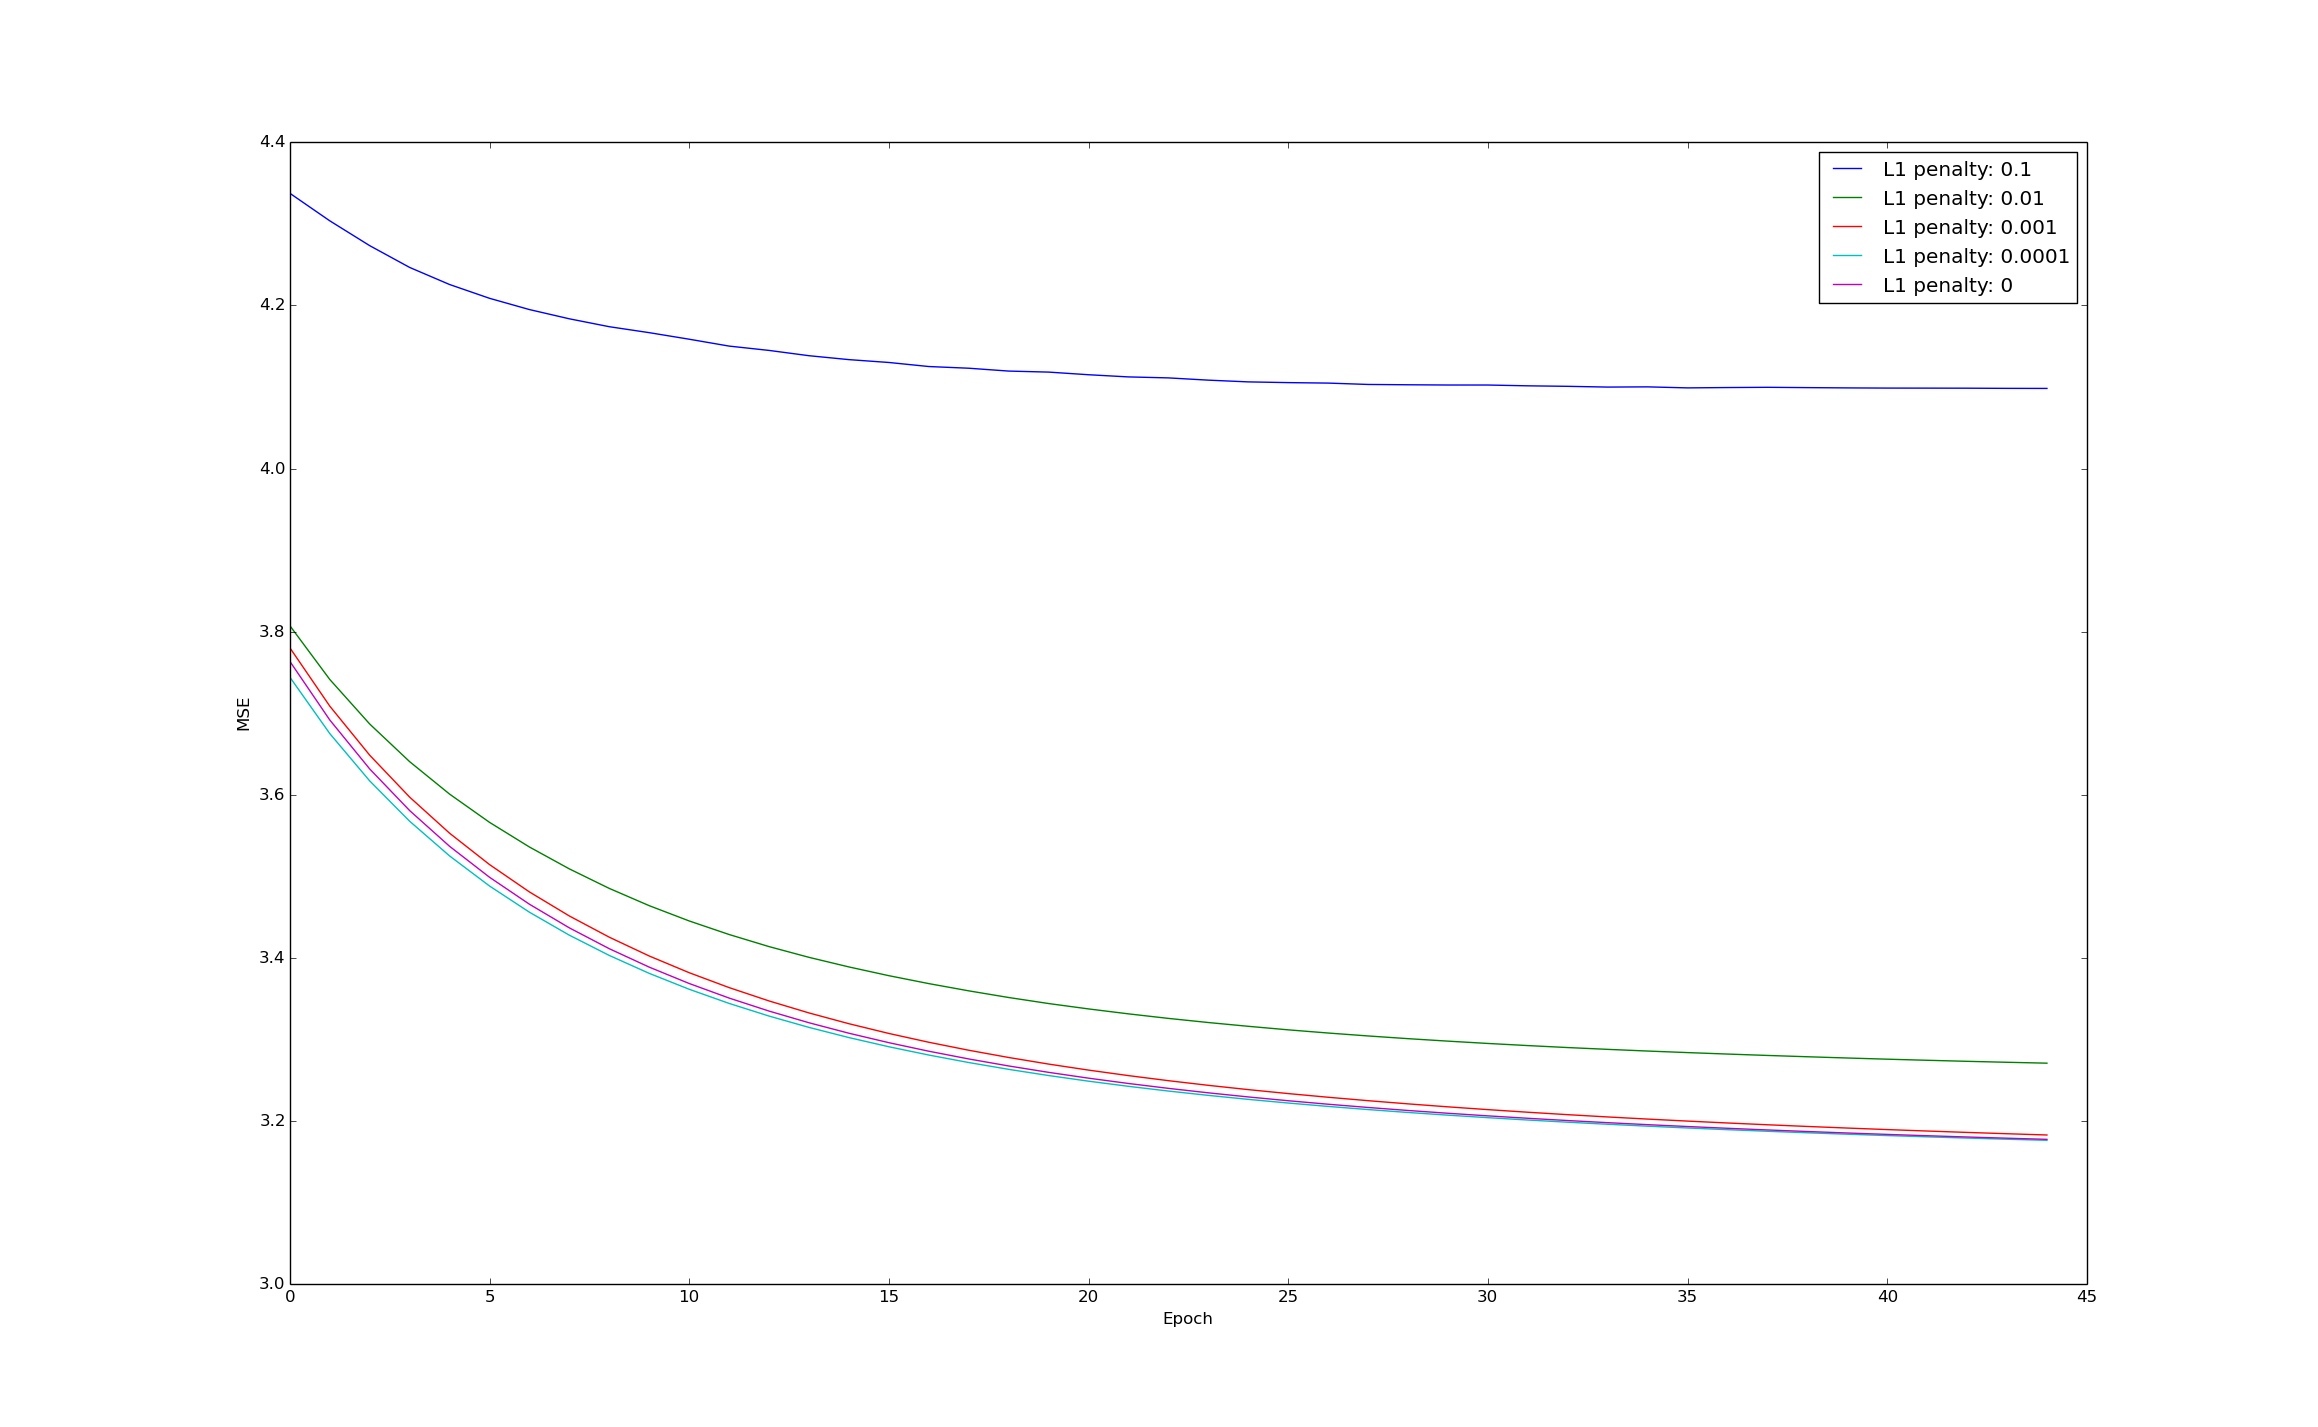 4.4
4.2
4.0
3.8
3.6
3.4
3.2
3.0
MSE
L1 penalty: 0.1
L1 penalty: 0.01
L1 penalty: 0.001
L1 penalty: 0.0001
L1 penalty: 0
0 5 10 15 20 25 30 35 40 45
Epoch